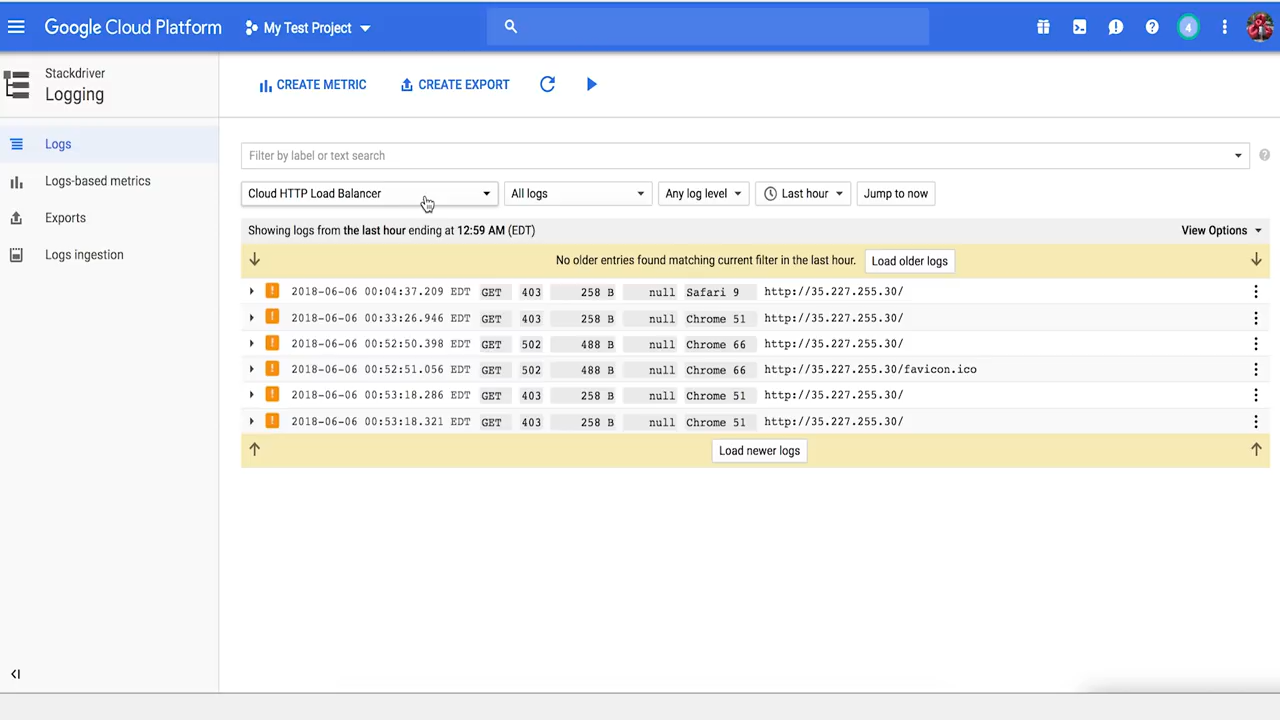 Google Cloud Platform My Test Project 4
Stackdriver
Logging
CREATE METRIC CREATE EXPORT
Logs
Logs-based metrics
Exports
Logs ingestion
Filter by label or text search
Cloud HTTP Load Balancer All logs Any log level Last hour Jump to now
Showing logs from the last hour ending at 12:59 AM (EDT) View Options
No older entries found matching current filter in the last hour. Load older logs
2018-06-06 00:04:37.209 EDT GET 403 258 B null Safari 9 http://35.227.255.30/
2018-06-06 00:33:26.946 EDT GET 403 258 B null Chrome 51 http://35.227.255.30/
2018-06-06 00:52:50.398 EDT GET 502 488 B null Chrome 66 http://35.227.255.30/
2018-06-06 00:52:51.056 EDT GET 502 488 B null Chrome 66 http://35.227.255.30/favicon.ico
2018-06-06 00:53:18.286 EDT GET 403 258 B null Chrome 51 http://35.227.255.30/
2018-06-06 00:53:18.321 EDT GET 403 258 B null Chrome 51 http://35.227.255.30/
Load newer logs